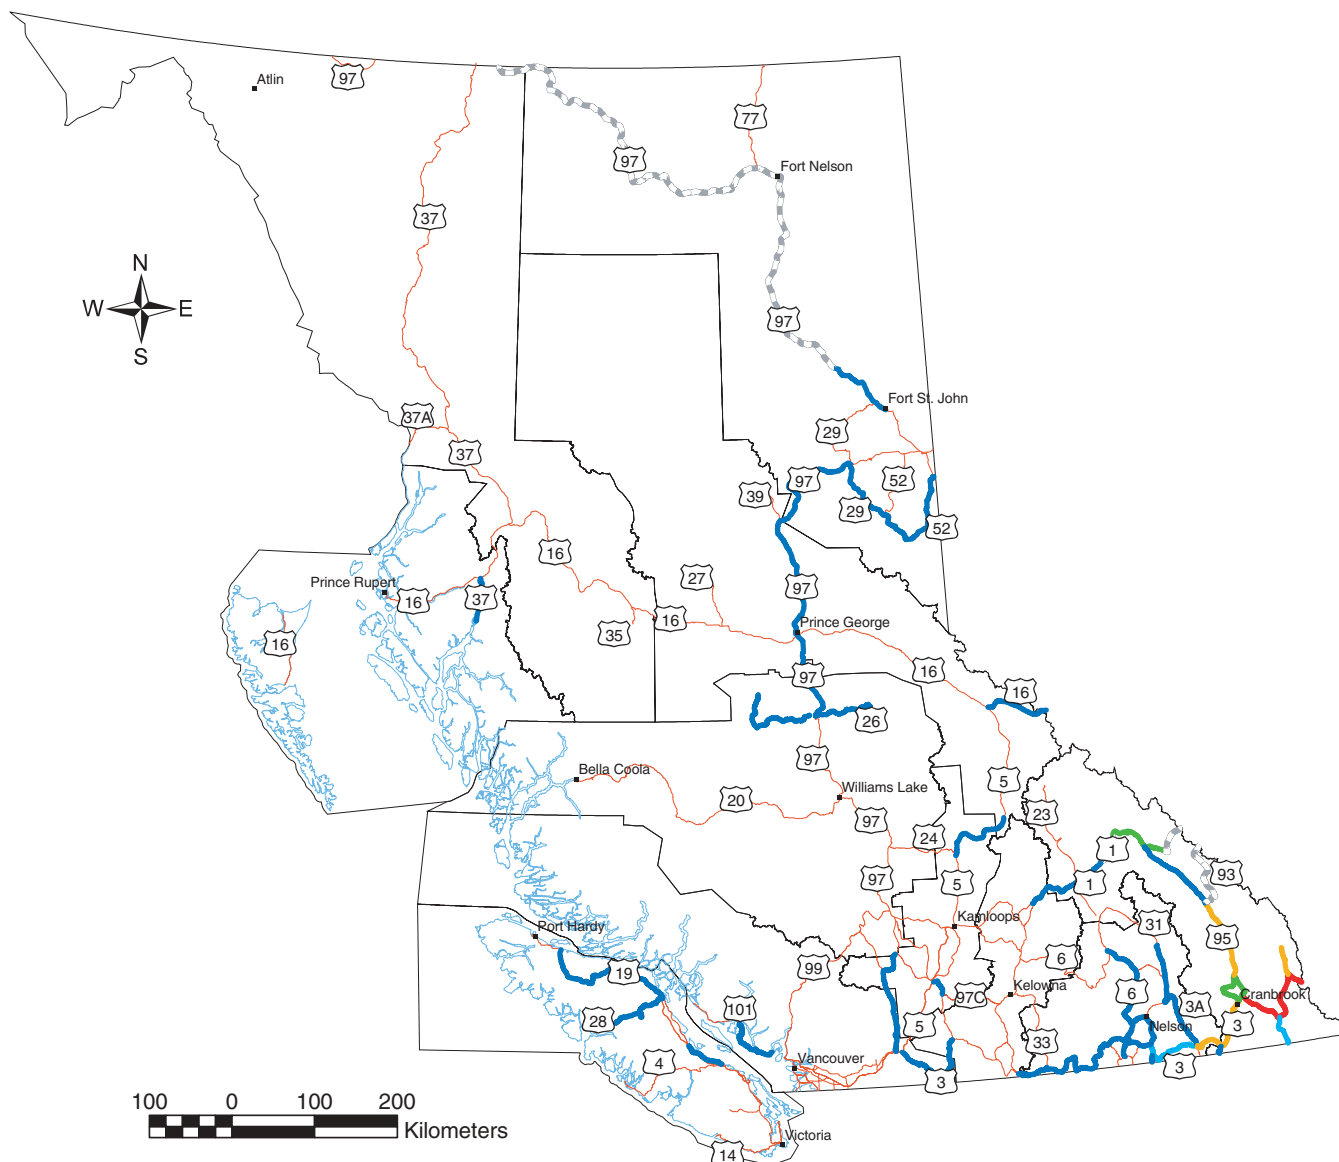 Atlin
97
77
97
Fort Nelson
37
N
W
E
S
97
Fort St. John
37A
29
37
97
52
39
29
52
16
27
Prince Rupert
97
16
37
16
Prince George
35
16
16
97
16
26
97
Bella Coola
5
Williams Lake
20
23
97
24
1
93
97
5
1
Kamloops
31
Port Hardy
95
6
99
19
Kelowna
97C
6
Cranbrook
101
3A
28
5
3
Nelson
33
Vancouver
4
3
3
100
0
100
200
Kilometers
Victoria
14